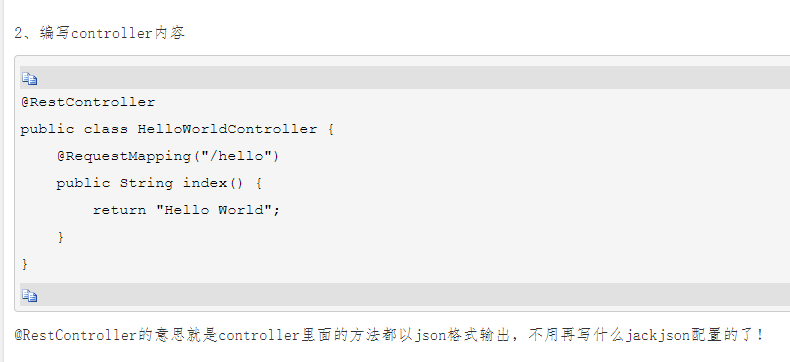 2、编写controller内容
@RestController
public class HelloWorldController {
    @RequestMapping("/hello")
    public String index() {
        return "Hello World";
    }
}
@RestController的意思就是controller里面的方法都以json格式输出，不用再写什么jackjson配置的了！